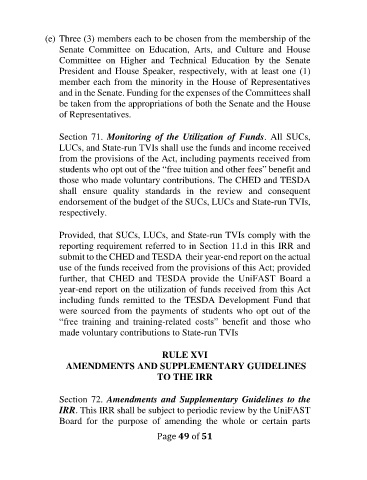 (e) Three (3) members each to be chosen from the membership of the
Senate Committee on Education, Arts, and Culture and House
Committee on Higher and Technical Education by the Senate
President and House Speaker, respectively, with at least one (1)
member each from the minority in the House of Representatives
and in the Senate. Funding for the expenses of the Committees shall
be taken from the appropriations of both the Senate and the House
of Representatives.
Section 71. Monitoring of the Utilization of Funds. All SUCs,
LUCs, and State-run TVIs shall use the funds and income received
from the provisions of the Act, including payments received from
students who opt out of the “free tuition and other fees” benefit and
those who made voluntary contributions. The CHED and TESDA
shall ensure quality standards in the review and consequent
endorsement of the budget of the SUCs, LUCs and State-run TVIs,
respectively.
Provided, that SUCs, LUCs, and State-run TVIs comply with the
reporting requirement referred to in Section 11.d in this IRR and
submit to the CHED and TESDA their year-end report on the actual
use of the funds received from the provisions of this Act; provided
further, that CHED and TESDA provide the UniFAST Board a
year-end report on the utilization of funds received from this Act
including funds remitted to the TESDA Development Fund that
were sourced from the payments of students who opt out of the
“free training and training-related costs” benefit and those who
made voluntary contributions to State-run TVIs
RULE XVI
AMENDMENTS AND SUPPLEMENTARY GUIDELINES
TO THE IRR
Section 72. Amendments and Supplementary Guidelines to the
IRR. This IRR shall be subject to periodic review by the UniFAST
Board for the purpose of amending the whole or certain parts
Page 49 of 51